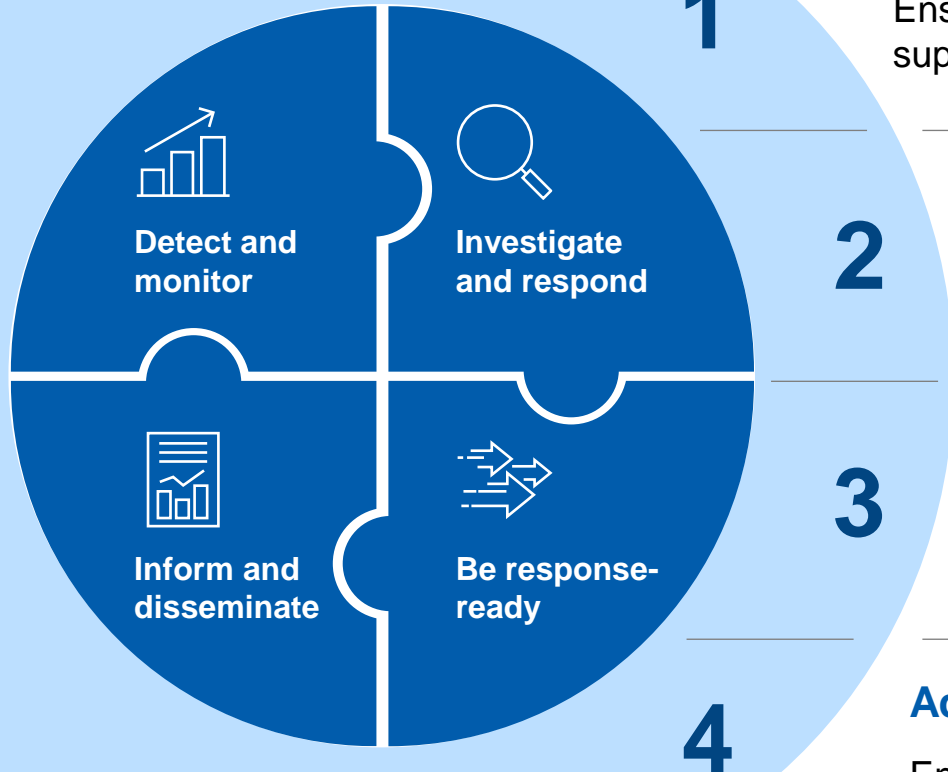 1
Detect and
monitor
Investigate
and respond
2
Inform and
disseminate
Be response-
ready
3
4